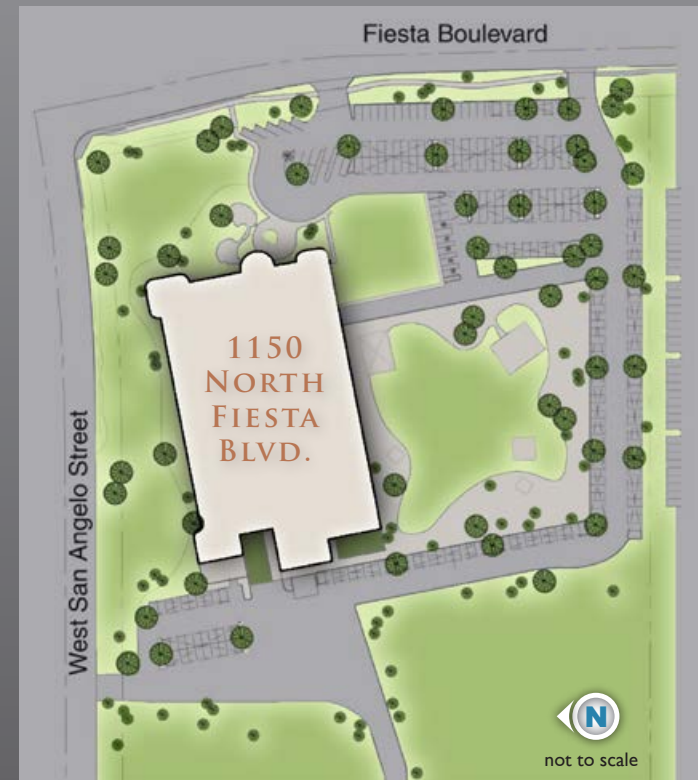 Fiesta Boulevard
1150
NORTH
FIESTA
BLVD.
West San Angelo Street
N
not to scale